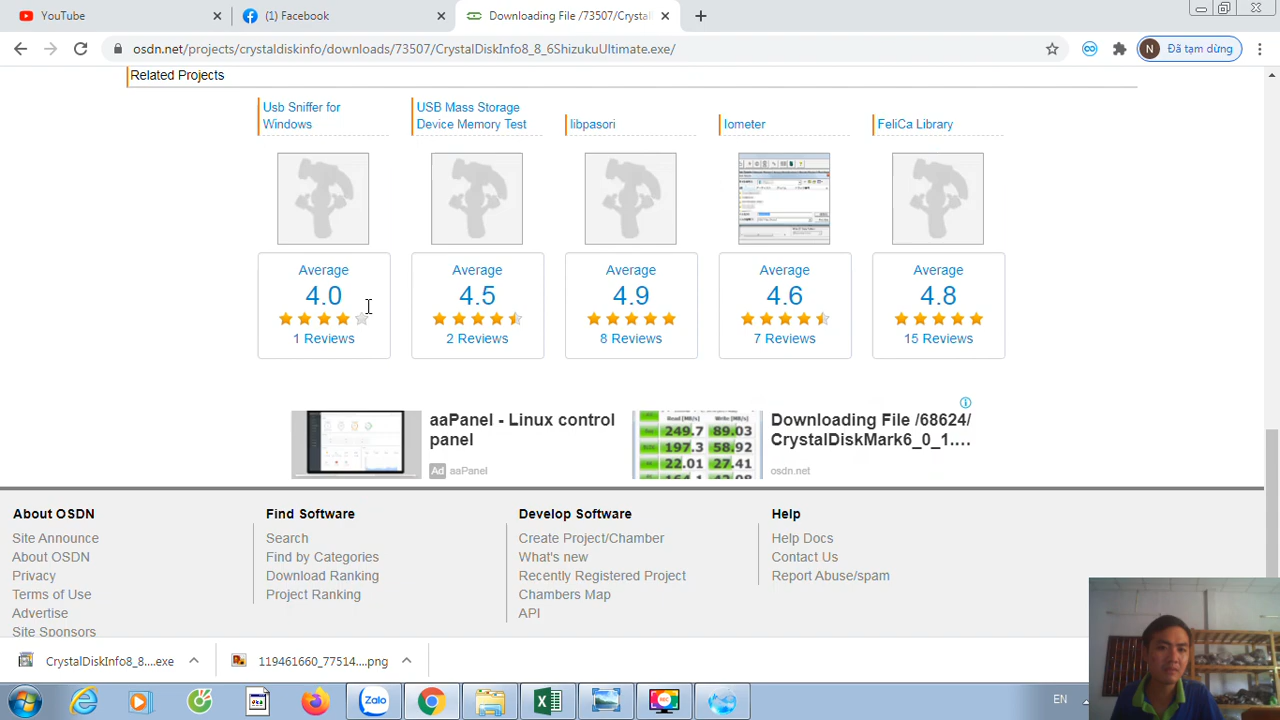 YouTube
(1) Facebook
Downloading File /73507/Crystal
osdn.net/projects/crystaldiskinfo/downloads/73507/CrystalDiskInfo8_8_6ShizukuUltimate.exe/
N
Đã tạm dừng
Related Projects
Usb Sniffer for
Windows
USB Mass Storage
Device Memory Test
libpasori
Iometer
FeliCa Library
Average
4.0
1 Reviews
Average
4.5
2 Reviews
Average
4.9
8 Reviews
Average
4.6
7 Reviews
Average
4.8
15 Reviews
aaPanel - Linux control
panel
Ad aaPanel
Read [MB/s] Write [MB/s]
249.7 89.03
197.3 58.92
22.01 27.41
Downloading File /68624/
CrystalDiskMark6_0_1....
osdn.net
About OSDN
Site Announce
About OSDN
Privacy
Terms of Use
Advertise
Site Sponsors
Find Software
Search
Find by Categories
Download Ranking
Project Ranking
Develop Software
Create Project/Chamber
What's new
Recently Registered Project
Chambers Map
API
Help
Help Docs
Contact Us
Report Abuse/spam
CrystalDiskInfo8_8....exe
119461660_77514....png
Zalo
REC
EN